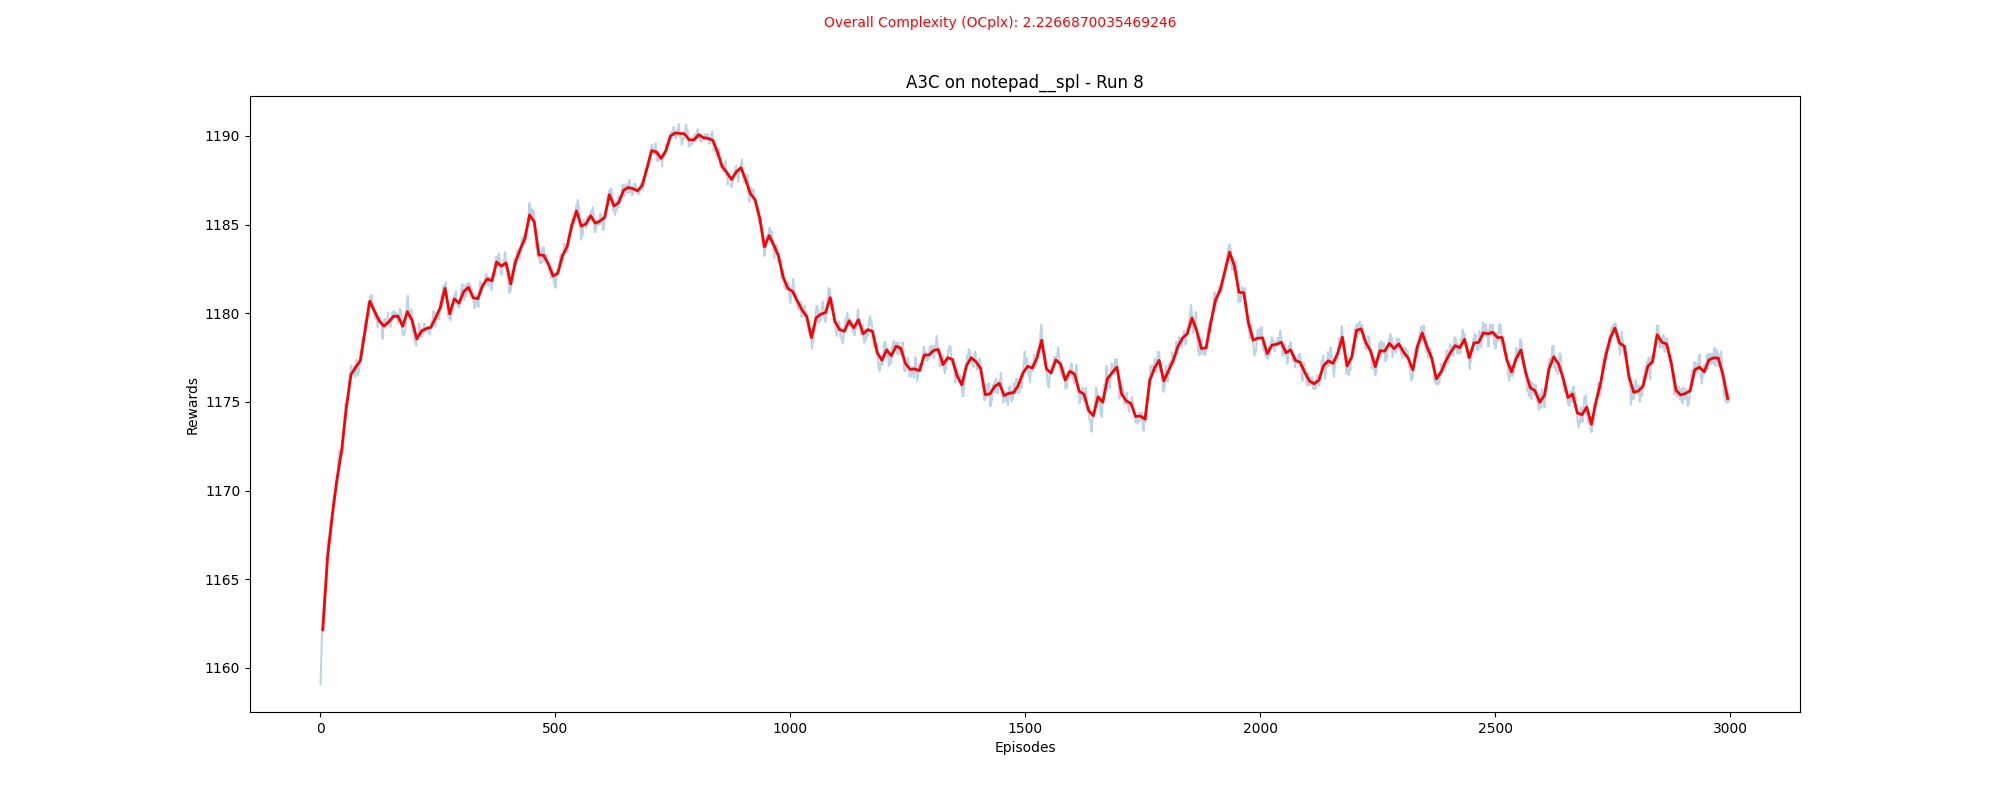 Overall Complexity (OCplx): 2.2266870035469246
A3C on notepad__spl - Run 8
1190
1185
1180
1175
1170
1165
1160
Rewards
0 500 1000 1500 2000 2500 3000
Episodes